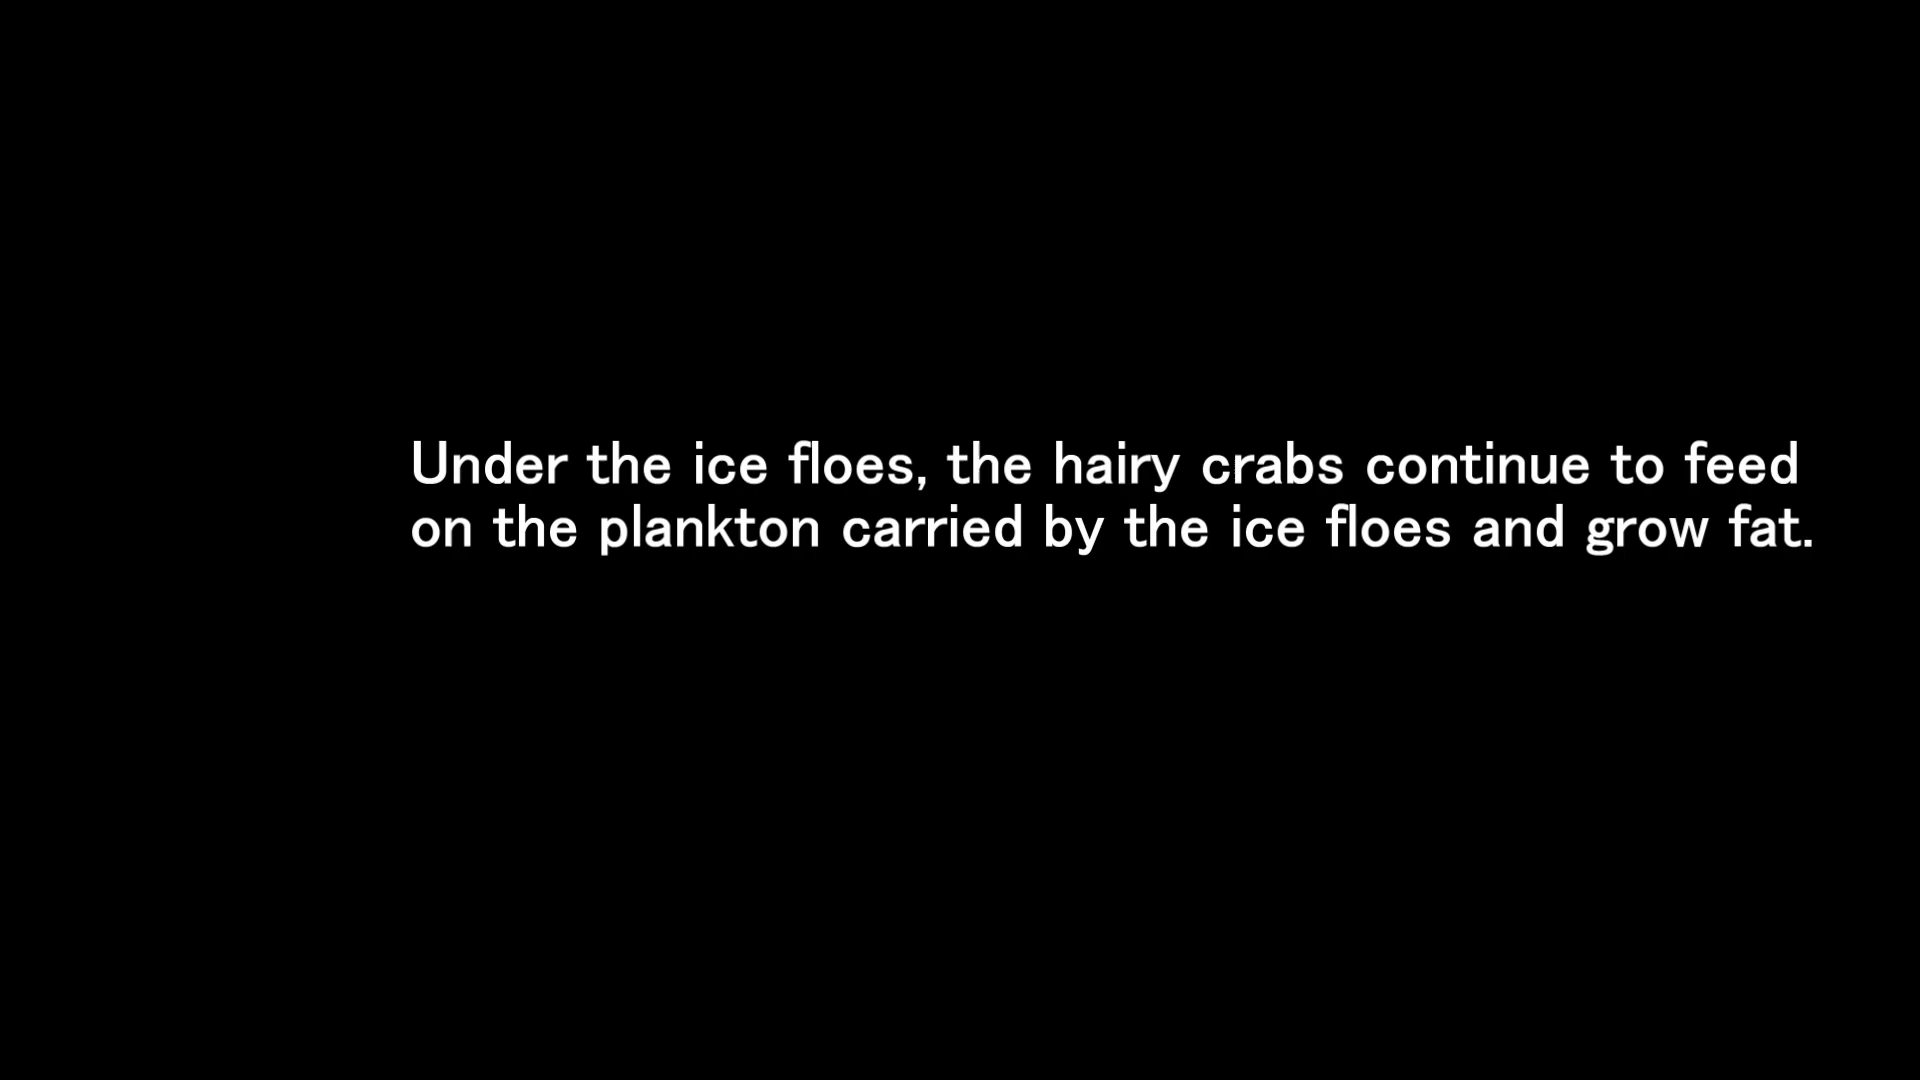 Under the ice floes, the hairy crabs continue to feed
on the plankton carried by the ice floes and grow fat.